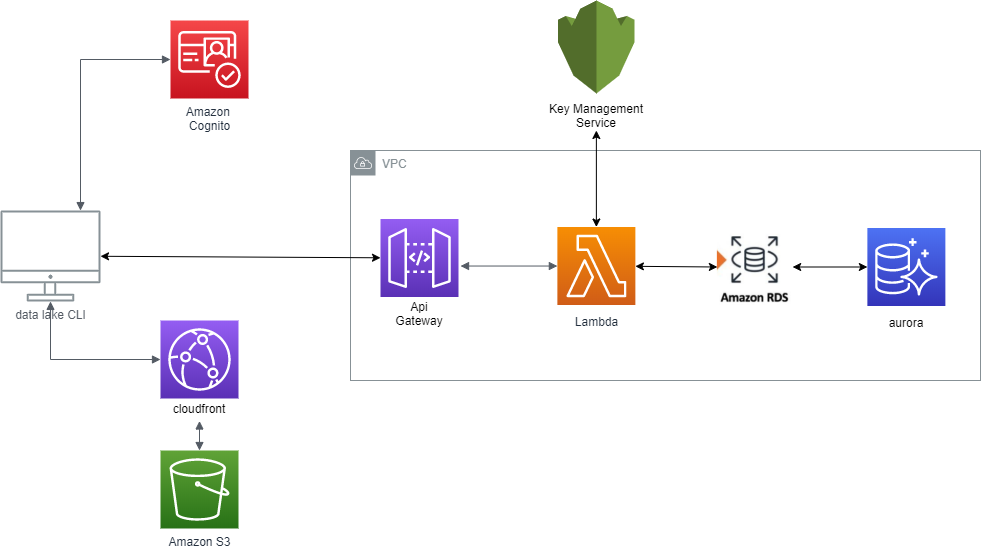 Amazon
Cognito
Key Management
Service
VPC
data lake CLI
Api
Gateway
Lambda
Amazon RDS
aurora
cloudfront
Amazon S3